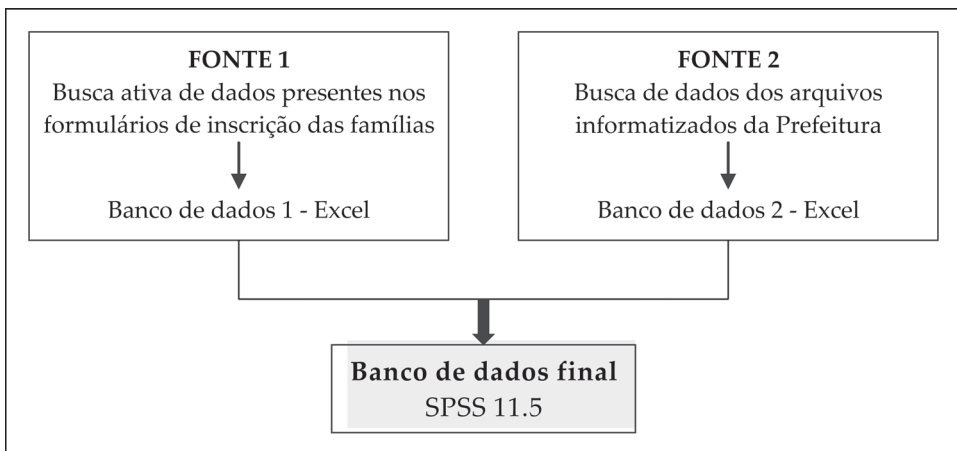 FONTE 1
Busca ativa de dados presentes nos
formulários de inscrição das famílias
Banco de dados 1 - Excel
FONTE 2
Busca de dados dos arquivos
informatizados da Prefeitura
Banco de dados 2 - Excel
Banco de dados final
SPSS 11.5